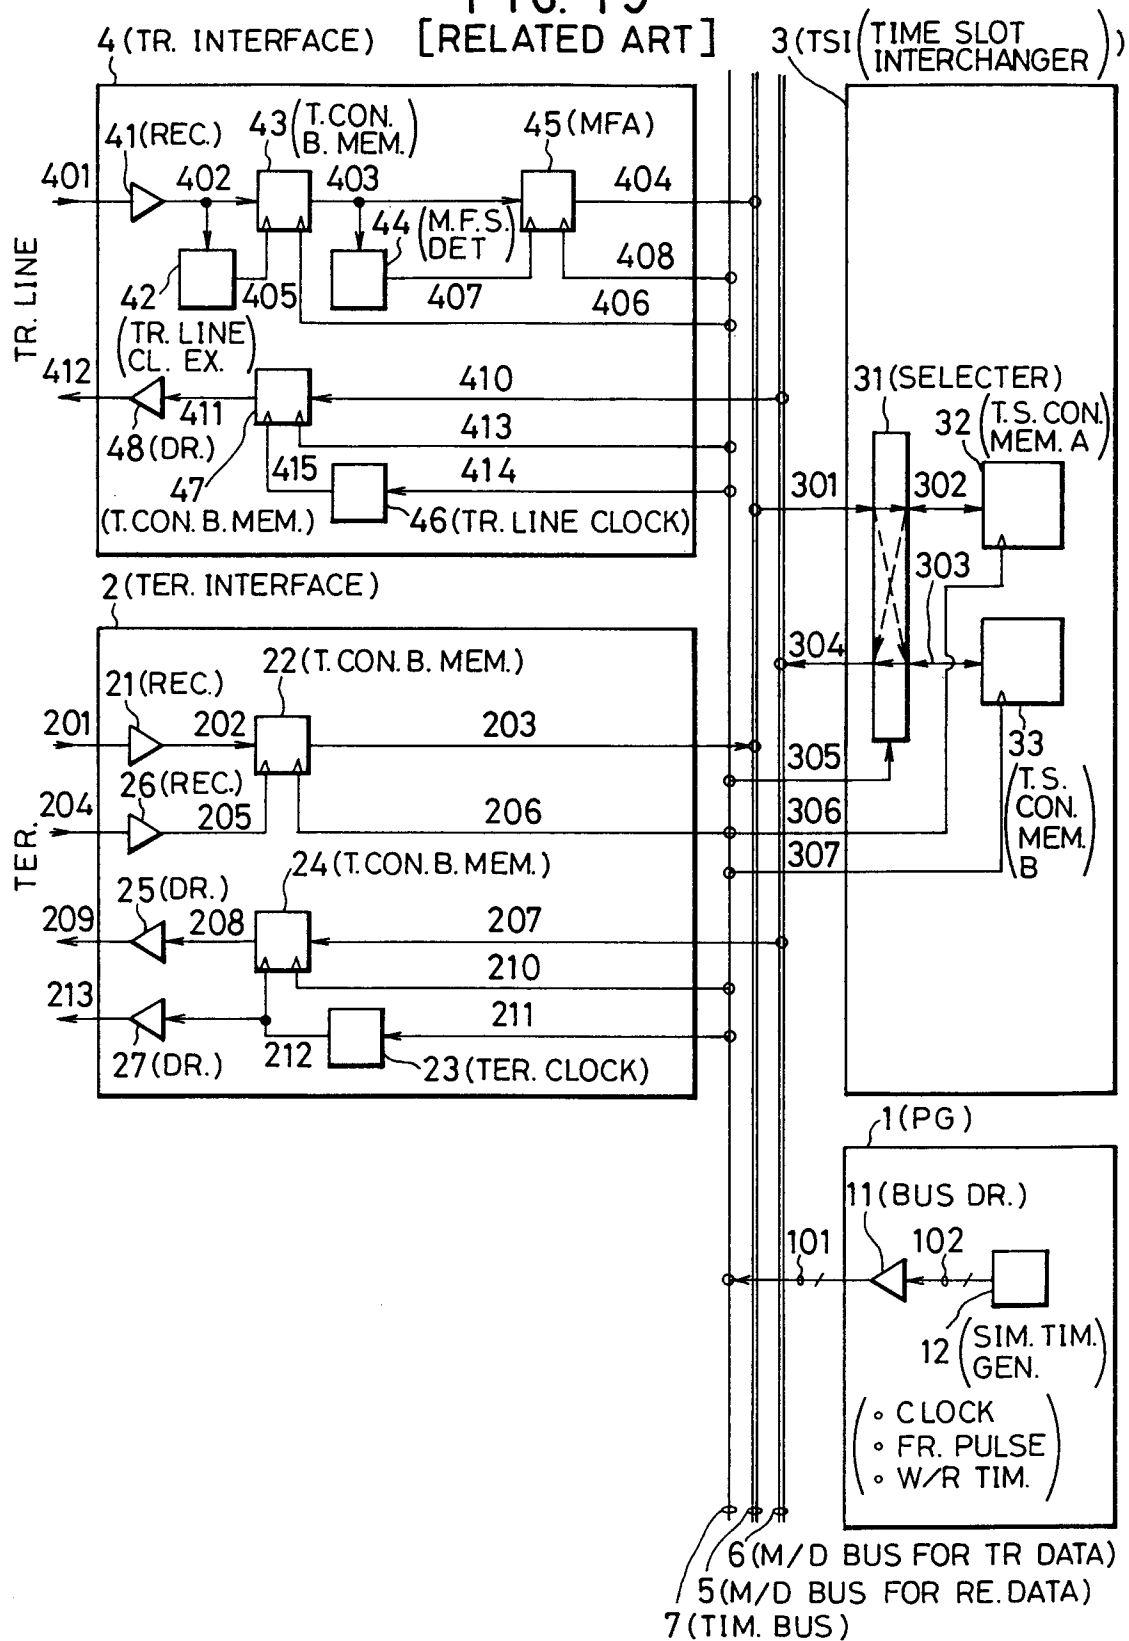 FIG. 19
[RELATED ART]
4 (TR. INTERFACE)
3 (TSI (TIME SLOT
INTERCHANGER))
41 (REC.)
43 (T. CON.
B. MEM.)
45 (MFA)
401
402
403
404
44 (M.F.S.
DET)
42
405
407
408
406
(TR. LINE
CL. EX.)
TR. LINE
412
411
410
48 (DR.)
413
415
414
47
(T.CON.B.MEM.)
46 (TR. LINE CLOCK)
31 (SELECTER)
32 (T.S. CON.
MEM. A)
301
302
303
304
305
306
307
33
(T.S.
CON.
MEM.
B)
2 (TER. INTERFACE)
22 (T. CON. B. MEM.)
21 (REC.)
201
202
203
26 (REC.)
204
205
206
TER.
24 (T. CON. B. MEM.)
25 (DR.)
209
208
207
210
213
211
27 (DR.)
212
23 (TER. CLOCK)
1 (PG)
11 (BUS DR.)
101
102
12 (SIM. TIM.
GEN.)
(° CLOCK
° FR. PULSE
° W/R TIM.)
6 (M/D BUS FOR TR DATA)
5 (M/D BUS FOR RE. DATA)
7 (TIM. BUS)